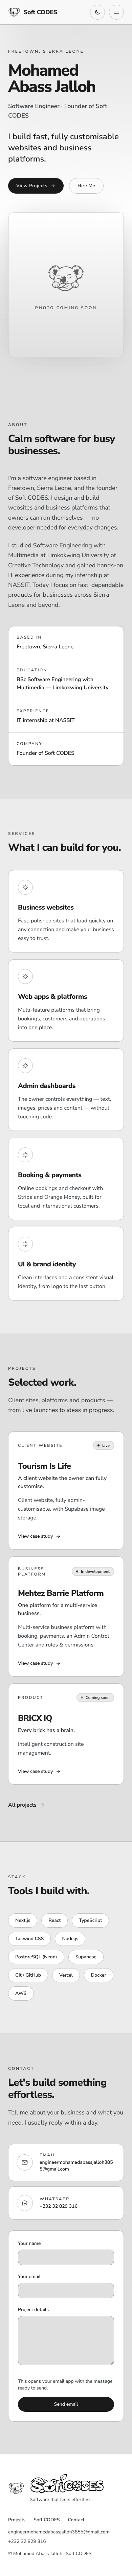 Soft CODES
FREETOWN, SIERRA LEONE
Mohamed
Abass Jalloh
Software Engineer · Founder of Soft
CODES
I build fast, fully customisable
websites and business
platforms.
View Projects →
Hire Me
PHOTO COMING SOON
ABOUT
Calm software for busy
businesses.
I'm a software engineer based in
Freetown, Sierra Leone, and the founder
of Soft CODES. I design and build
websites and business platforms that
owners can run themselves — no
developer needed for everyday changes.
I studied Software Engineering with
Multimedia at Limkokwing University of
Creative Technology and gained hands-on
IT experience during my internship at
NASSIT. Today I focus on fast, dependable
products for businesses across Sierra
Leone and beyond.
BASED IN
Freetown, Sierra Leone
EDUCATION
BSc Software Engineering with
Multimedia — Limkokwing University
EXPERIENCE
IT internship at NASSIT
COMPANY
Founder of Soft CODES
SERVICES
What I can build for you.
Business websites
Fast, polished sites that load quickly on
any connection and make your business
easy to trust.
Web apps & platforms
Multi-feature platforms that bring
bookings, customers and operations
into one place.
Admin dashboards
The owner controls everything — text,
images, prices and content — without
touching code.
Booking & payments
Online bookings and checkout with
Stripe and Orange Money, built for
local and international customers.
UI & brand identity
Clean interfaces and a consistent visual
identity, from logo to the last button.
PROJECTS
Selected work.
Client sites, platforms and products —
from live launches to ideas in progress.
CLIENT WEBSITE
Live
Tourism Is Life
A client website the owner can fully
customise.
Client website, fully admin-
customisable, with Supabase image
storage.
View case study →
BUSINESS
PLATFORM
In development
Mehtez Barrie Platform
One platform for a multi-service
business.
Multi-service business platform with
booking, payments, an Admin Control
Center and roles & permissions.
View case study →
PRODUCT
Coming soon
BRICX IQ
Every brick has a brain.
Intelligent construction site
management.
View case study →
All projects →
STACK
Tools I build with.
Next.js
React
TypeScript
Tailwind CSS
Node.js
PostgreSQL (Neon)
Supabase
Git / GitHub
Vercel
Docker
AWS
CONTACT
Let's build something
effortless.
Tell me about your business and what you
need. I usually reply within a day.
EMAIL
engineermohamedabassjalloh385
5@gmail.com
WHATSAPP
+232 32 829 316
Your name
Your email
Project details
This opens your email app with the message
ready to send.
Send email
Soft CODES
Software that feels effortless.
Projects
Soft CODES
Contact
engineermohamedabassjalloh3855@gmail.com
+232 32 829 316
© Mohamed Abass Jalloh · Soft CODES